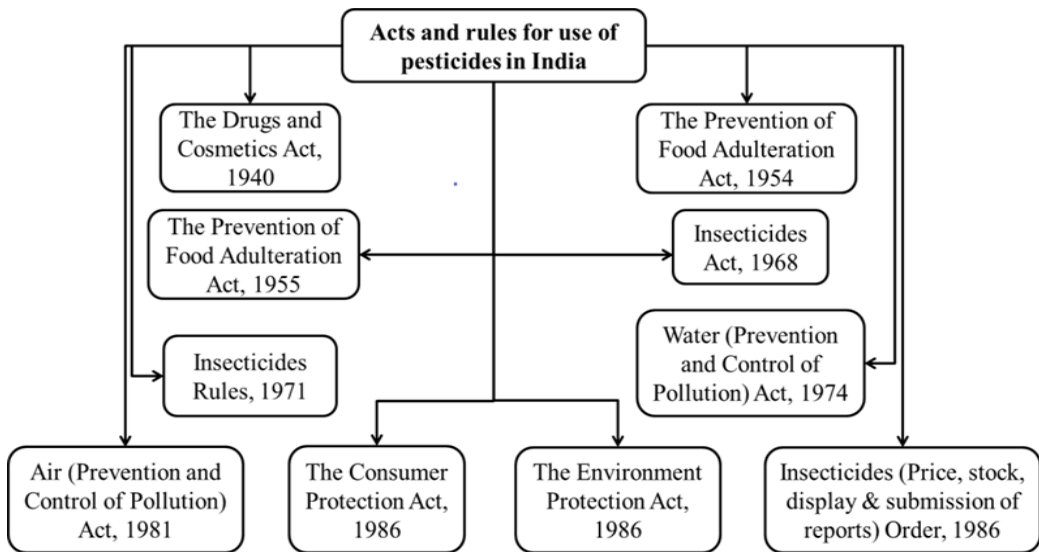 Acts and rules for use of
pesticides in India
The Drugs and
Cosmetics Act,
1940
The Prevention of
Food Adulteration
Act, 1954
The Prevention of
Food Adulteration
Act, 1955
Insecticides
Act, 1968
Insecticides
Rules, 1971
Water (Prevention
and Control of
Pollution) Act, 1974
Air (Prevention and
Control of Pollution)
Act, 1981
The Consumer
Protection Act,
1986
The Environment
Protection Act,
1986
Insecticides (Price, stock,
display & submission of
reports) Order, 1986